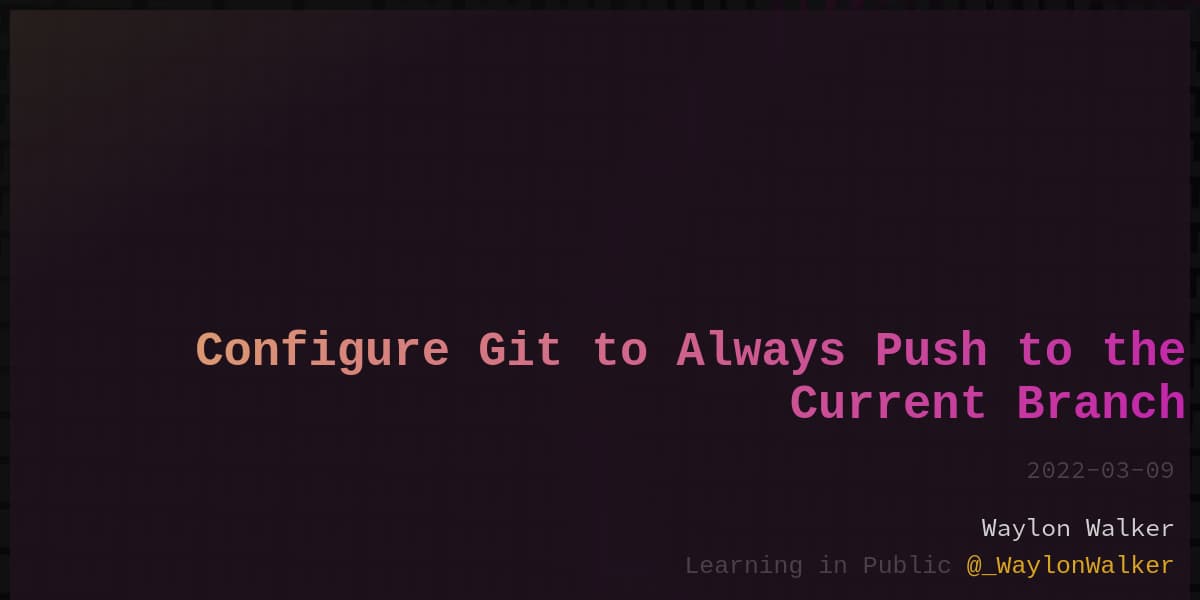 Configure Git to Always Push to the
Current Branch
2022-03-09
Waylon Walker
Learning in Public @_WaylonWalker